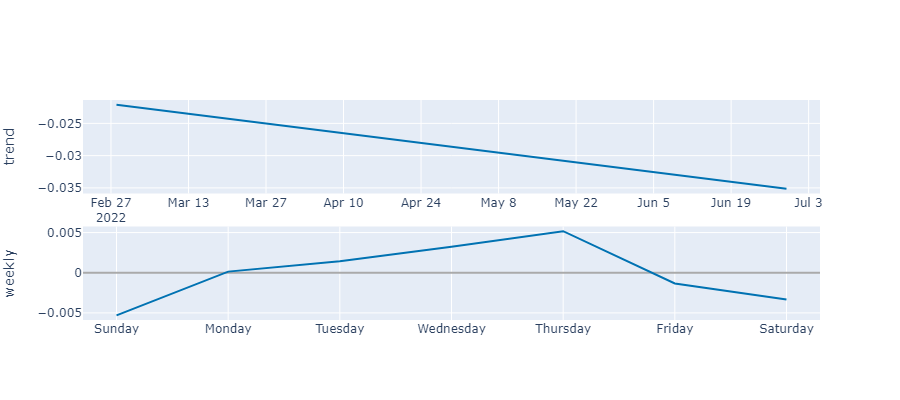 trend
−0.025
−0.03
−0.035
Feb 27 Mar 13 Mar 27 Apr 10 Apr 24 May 8 May 22 Jun 5 Jun 19 Jul 3
2022
weekly
0.005
0
−0.005
Sunday Monday Tuesday Wednesday Thursday Friday Saturday